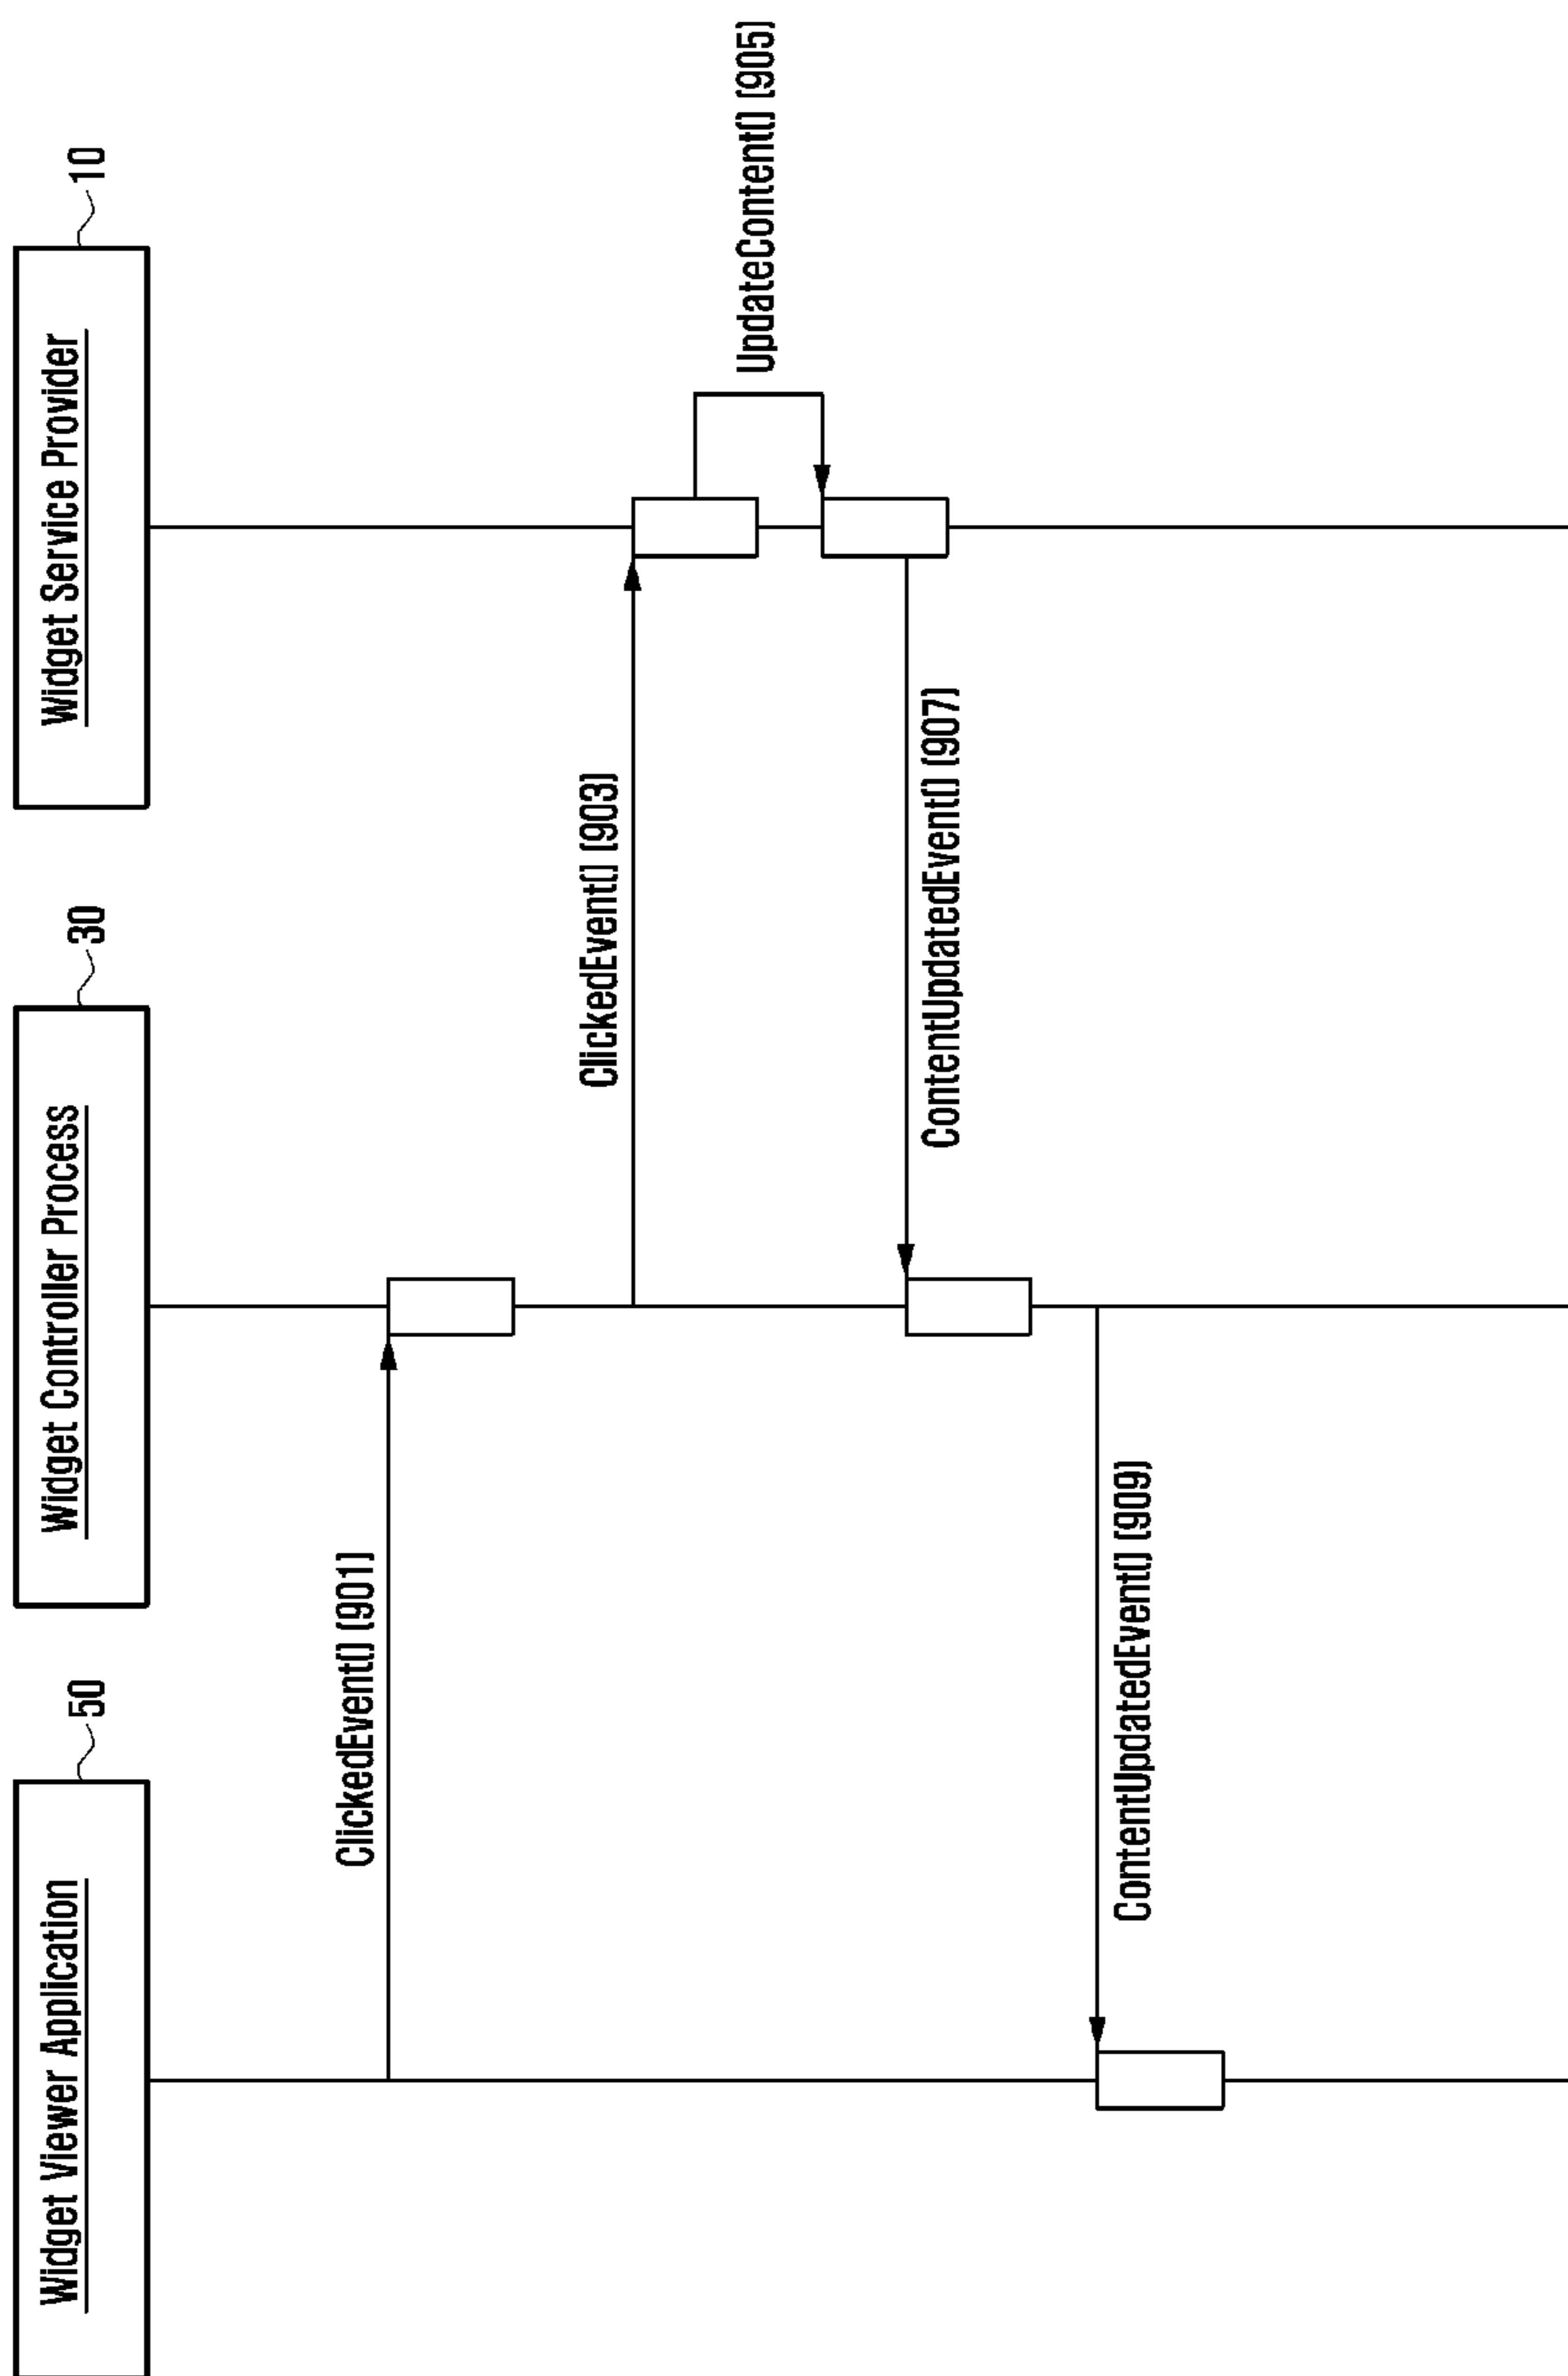 Widget Viewer Application
50
Widget Controller Process
30
Widget Service Provider
10
ClickedEvent() (901)
ClickedEvent() (903)
UpdateContent() (905)
ContentUpdatedEvent() (907)
ContentUpdatedEvent() (909)